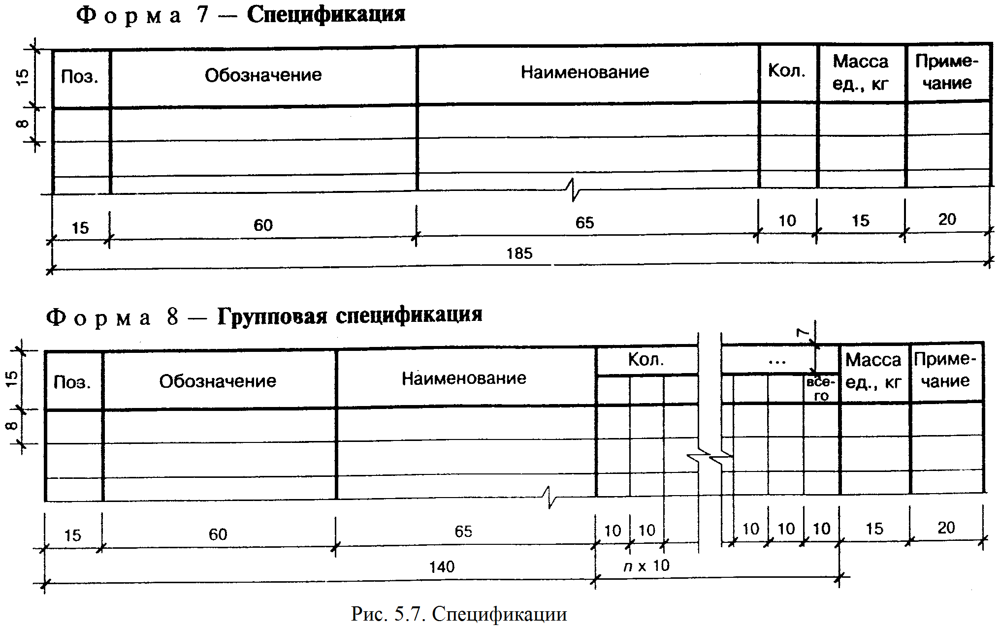 Ф о р м а 7 — Спецификация
Поз. Обозначение Наименование Кол. Масса ед., кг Приме-чание
15
8
15 60 65 10 15 20
185
Ф о р м а 8 — Групповая спецификация
7
Поз. Обозначение Наименование Кол. ... все-го Масса ед., кг Приме-чание
15
8
15 60 65 10 10 10 10 10 15 20
140 n x 10
Рис. 5.7. Спецификации